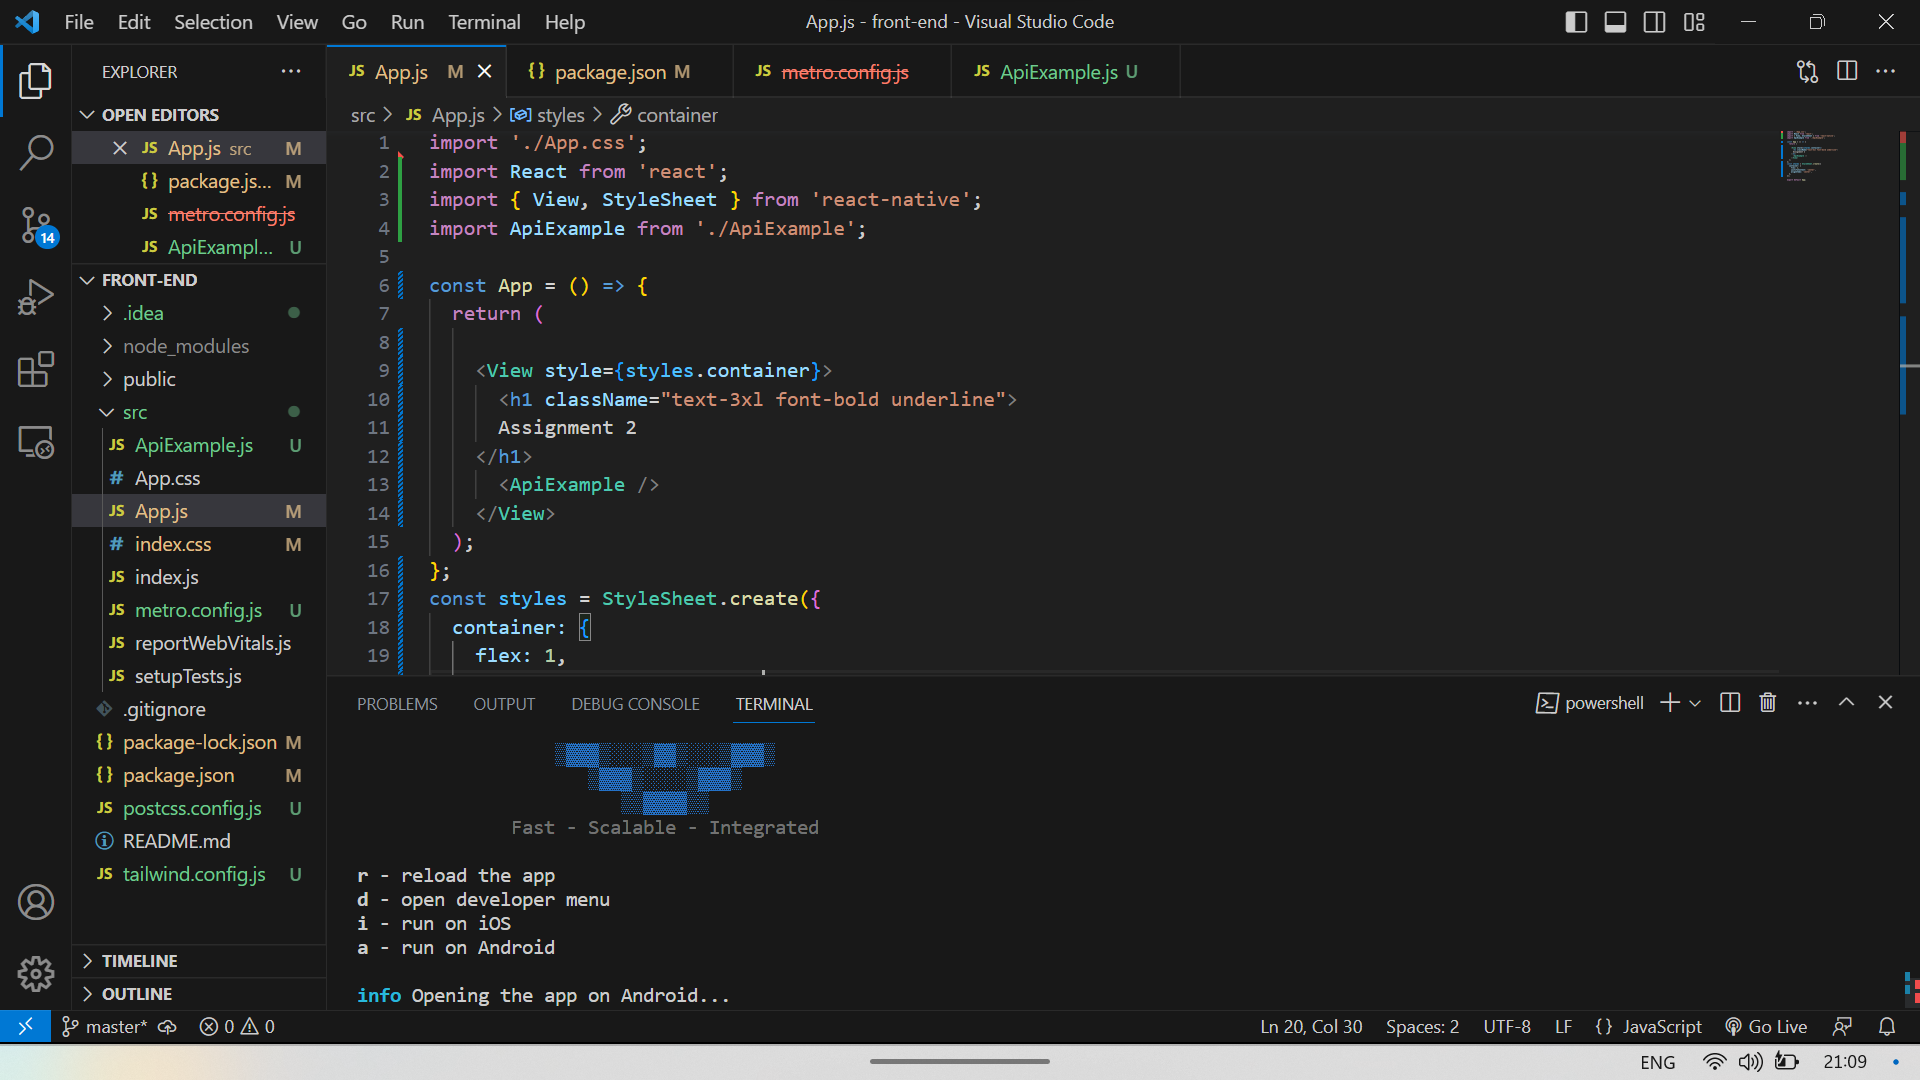 File Edit Selection View Go Run Terminal Help
App.js - front-end - Visual Studio Code
EXPLORER
OPEN EDITORS
JS App.js src M
{} package.js... M
JS metro.config.js
JS ApiExampl... U
FRONT-END
.idea
node_modules
public
src
JS ApiExample.js U
# App.css
JS App.js M
# index.css M
JS index.js
JS metro.config.js U
JS reportWebVitals.js
JS setupTests.js
.gitignore
{} package-lock.json M
{} package.json M
JS postcss.config.js U
README.md
JS tailwind.config.js U
TIMELINE
OUTLINE
14
JS App.js M
{} package.json M
JS metro.config.js
JS ApiExample.js U
src > JS App.js > styles > container
1 import './App.css';
2 import React from 'react';
3 import { View, StyleSheet } from 'react-native';
4 import ApiExample from './ApiExample';
5
6 const App = () => {
7 return (
8
9 <View style={styles.container}>
10 <h1 className="text-3xl font-bold underline">
11 Assignment 2
12 </h1>
13 <ApiExample />
14 </View>
15 );
16 };
17 const styles = StyleSheet.create({
18 container: {
19 flex: 1,
PROBLEMS OUTPUT DEBUG CONSOLE TERMINAL
powershell
Fast - Scalable - Integrated
r - reload the app
d - open developer menu
i - run on iOS
a - run on Android
info Opening the app on Android...
master* 0 0
Ln 20, Col 30 Spaces: 2 UTF-8 LF {} JavaScript Go Live
ENG 21:09